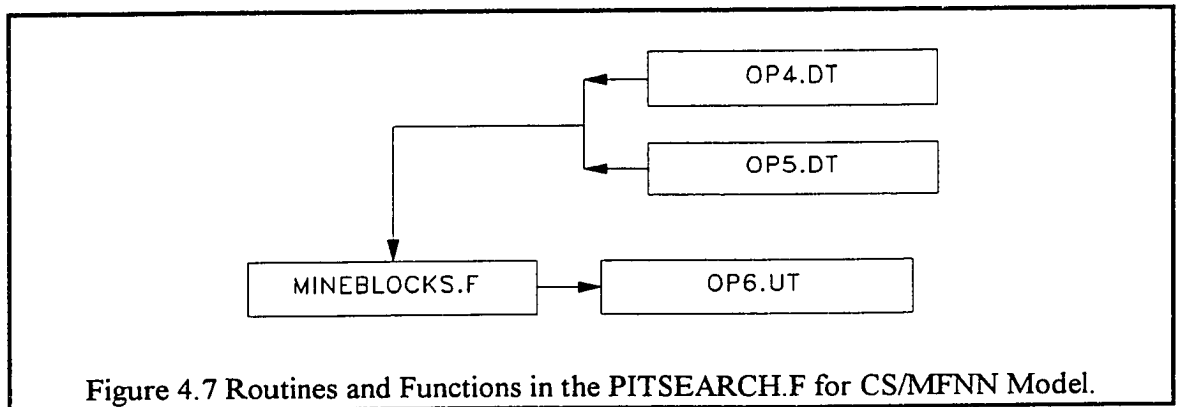 OP4.DT
OP5.DT
MINEBLOCKS.F
OP6.UT
Figure 4.7 Routines and Functions in the PITSEARCH.F for CS/MFNN Model.